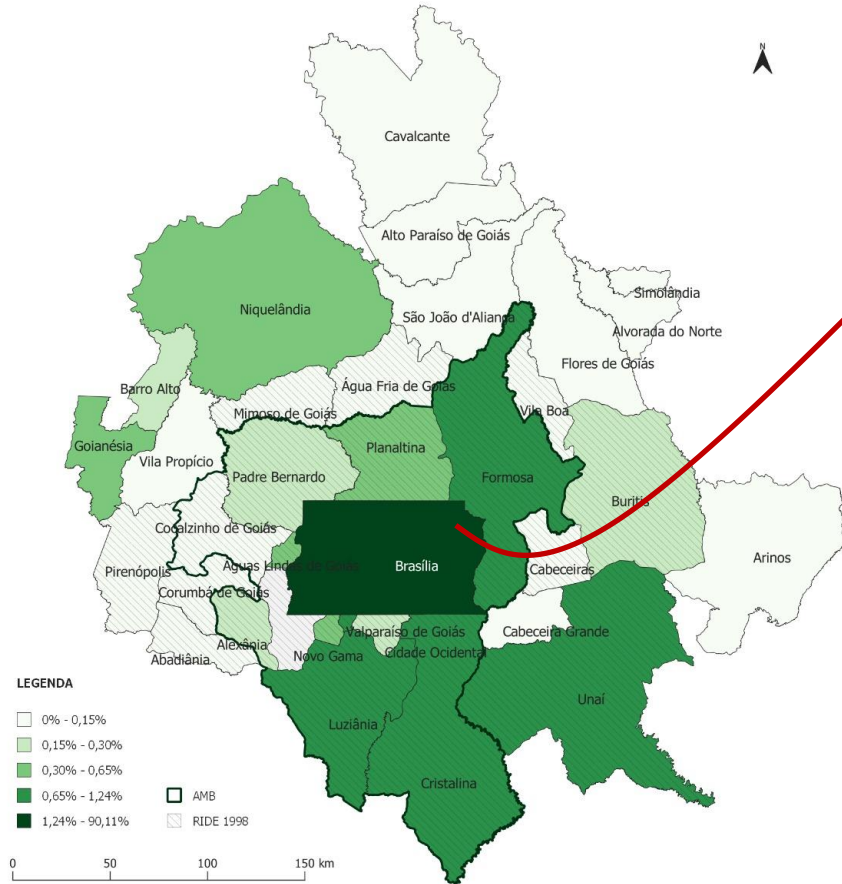 N
Cavalcante
Alto Paraíso de Goiás
Simolândia
Niquelândia
São João d'Aliança
Alvorada do Norte
Flores de Goiás
Barro Alto
Água Fria de Goiás
Mimoso de Goiás
Vila Boa
Goianésia
Planaltina
Vila Propício
Padre Bernardo
Formosa
Buritis
Cocalzinho de Goiás
Arinos
Águas Lindas de Goiás
Brasília
Cabeceiras
Pirenópolis
Corumbá de Goiás
Valparaíso de Goiás
Cabeceira Grande
Alexânia
Novo Gama
Cidade Ocidental
Abadiânia
Unaí
Luziânia
Cristalina
LEGENDA
0% - 0,15%
0,15% - 0,30%
0,30% - 0,65%
0,65% - 1,24%
AMB
1,24% - 90,11%
RIDE 1998
0 50 100 150 km